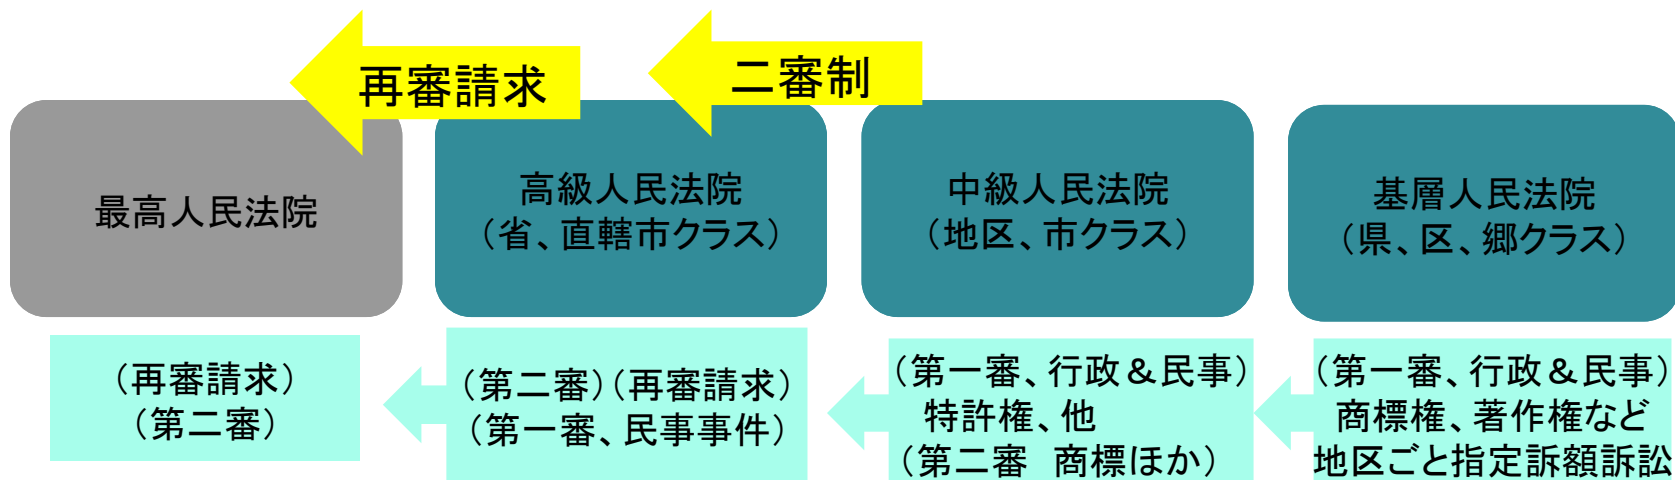 再審請求
二審制
最高人民法院
高級人民法院
（省、直轄市クラス）
中級人民法院
（地区、市クラス）
基層人民法院
（県、区、郷クラス）
（再審請求）
（第二審）
（第二審）（再審請求）
（第一審、民事事件）
（第一審、行政＆民事）
特許権、他
（第二審　商標ほか）
（第一審、行政＆民事）
商標権、著作権など
地区ごと指定訴額訴訟